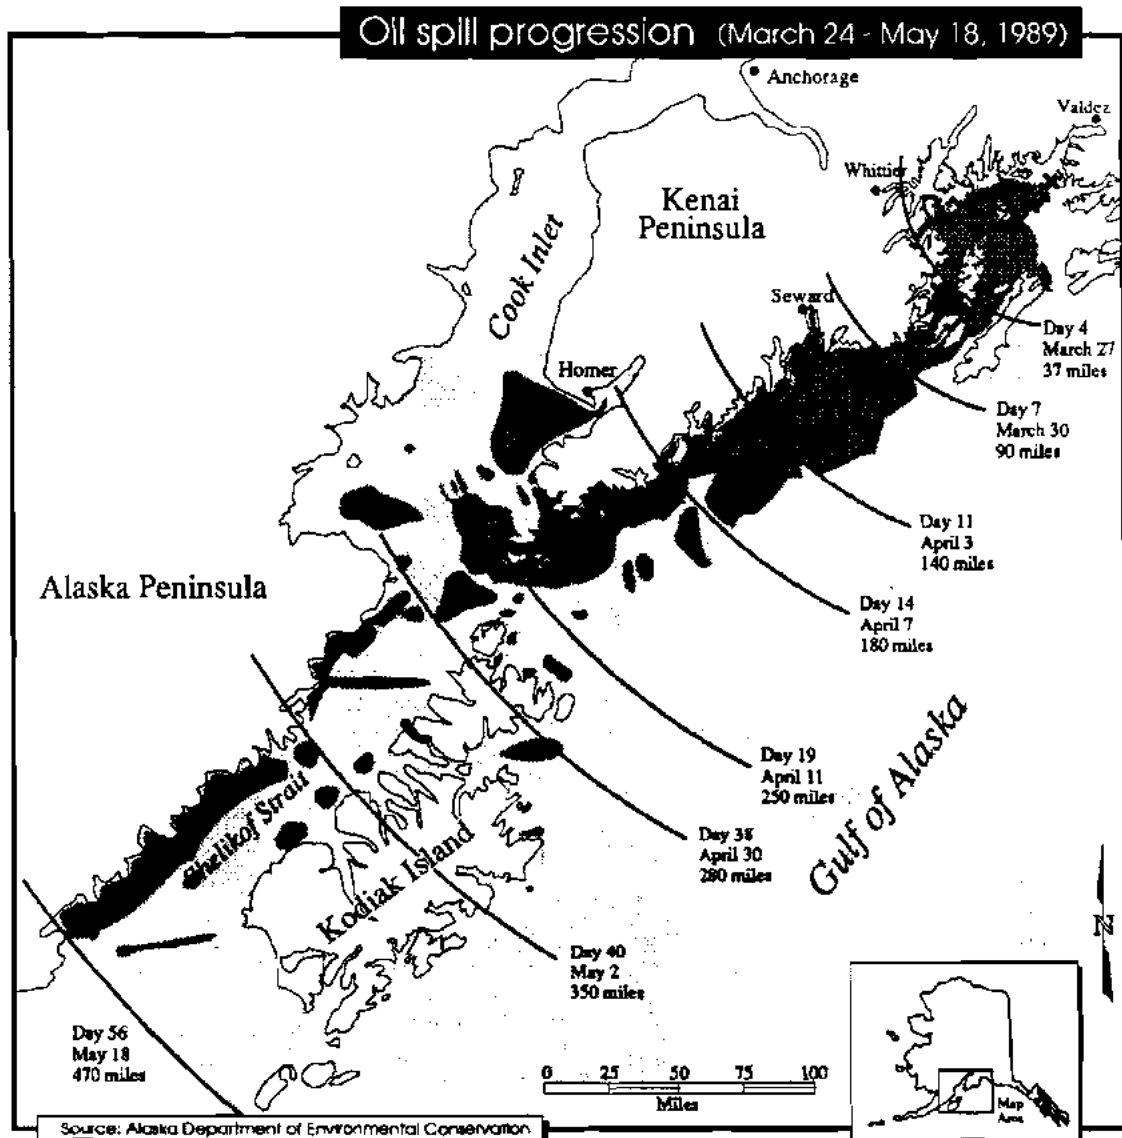 Oil spill progression (March 24 - May 18, 1989)
Anchorage
Valdez
Whittier
Kenai
Peninsula
Cook Inlet
Seward
Day 4
March 27
37 miles
Homer
Day 7
March 30
90 miles
Day 11
April 3
140 miles
Alaska Peninsula
Day 14
April 7
180 miles
Day 19
April 11
250 miles
Gulf of Alaska
Shelikof Strait
Day 38
April 30
280 miles
Kodiak Island
N
Day 40
May 2
350 miles
Day 56
May 18
470 miles
0 25 50 75 100
Miles
Map
Area
Source: Alaska Department of Environmental Conservation